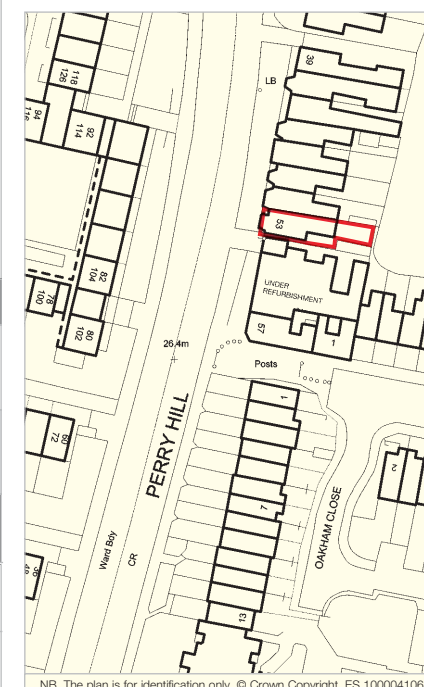 118
126
39
LB
94
116
92
114
53
UNDER
REFURBISHMENT
82
104
78
100
80
102
57
1
26.4m
Posts
1
PERRY HILL
60
72
2
7
OAKHAM CLOSE
Ward Bdy
CR
36
48
13
NB. The plan is for identification only. © Crown Copyright, ES 100004106